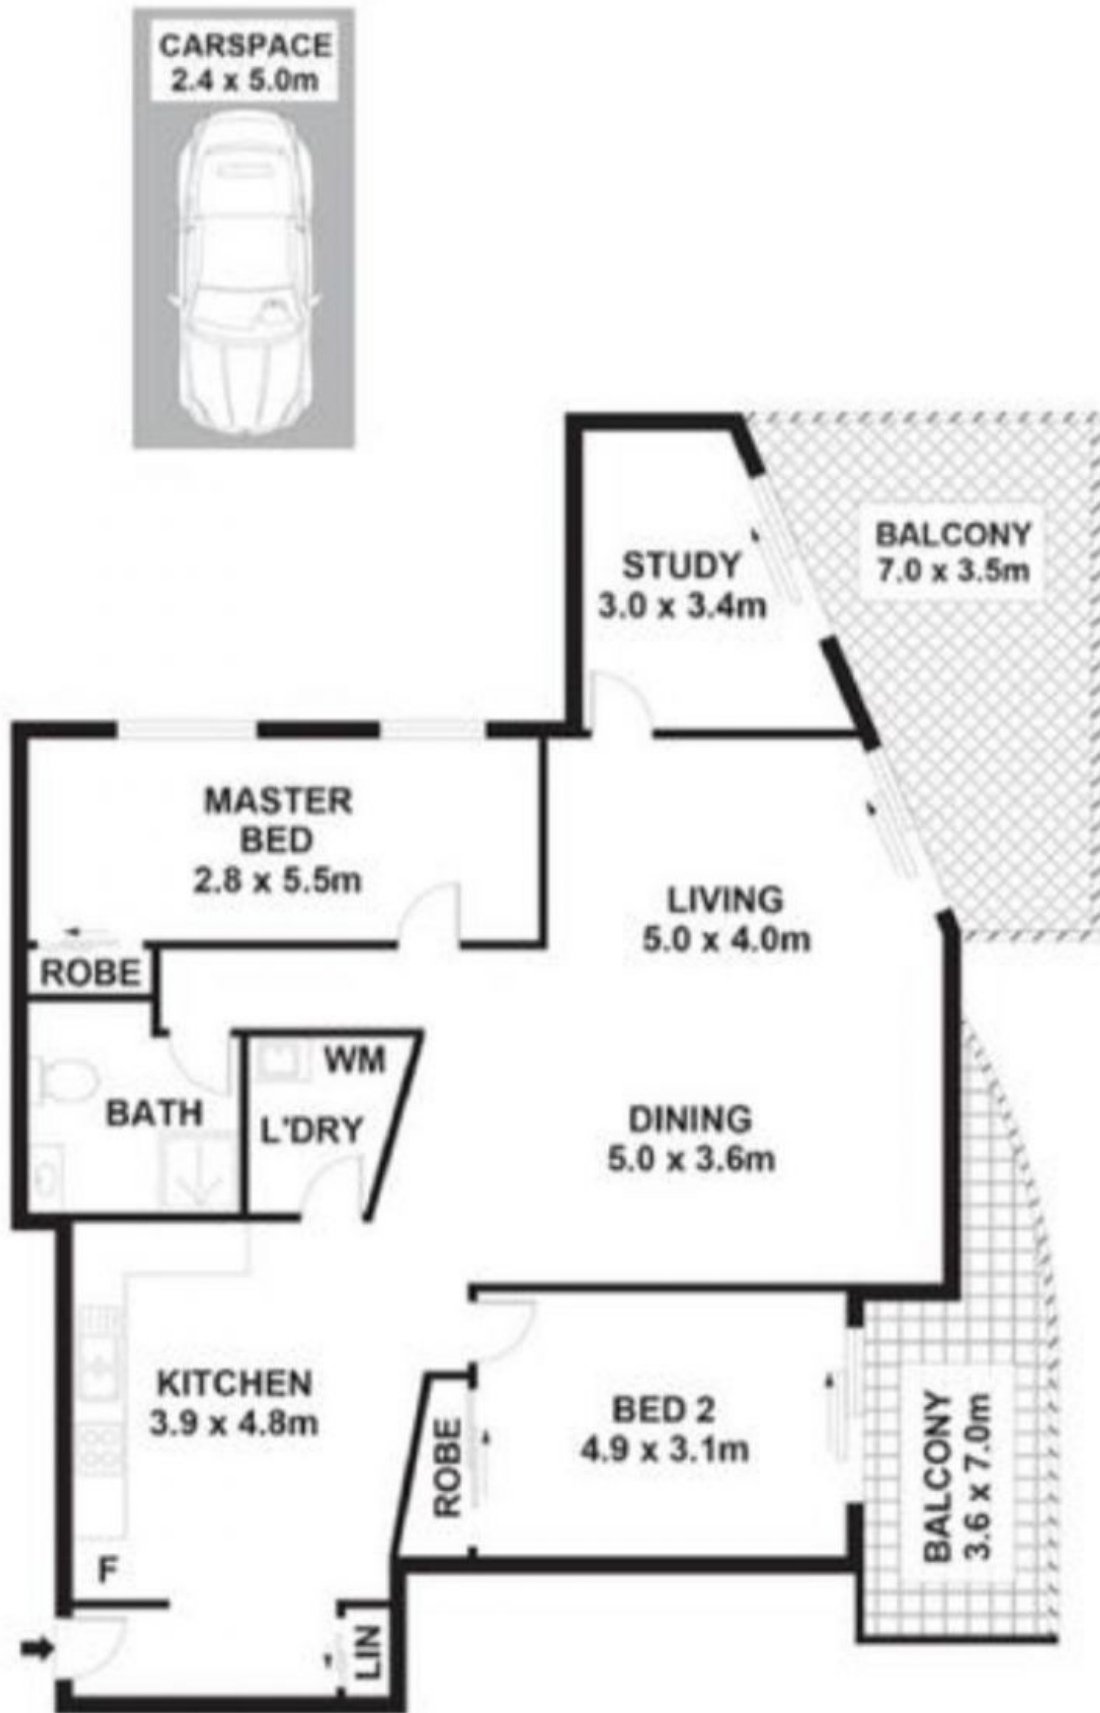 CARSPACE
2.4 x 5.0m
STUDY
3.0 x 3.4m
BALCONY
7.0 x 3.5m
MASTER
BED
2.8 x 5.5m
LIVING
5.0 x 4.0m
ROBE
WM
BATH
L'DRY
DINING
5.0 x 3.6m
KITCHEN
3.9 x 4.8m
ROBE
BED 2
4.9 x 3.1m
BALCONY
3.6 x 7.0m
F
LIN